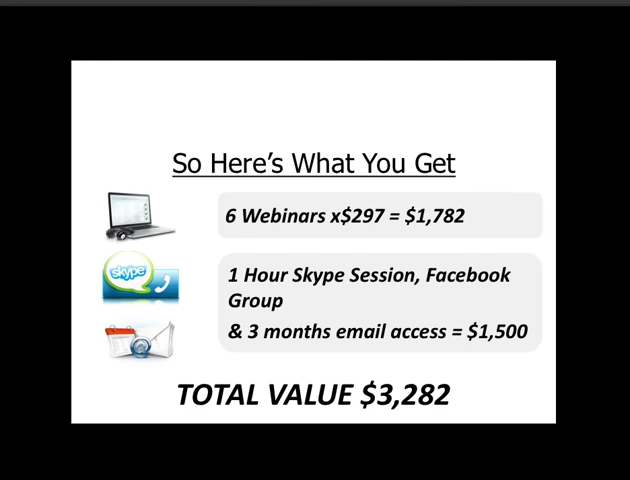 So Here's What You Get
6 Webinars x$297 = $1,782
skype
1 Hour Skype Session, Facebook
Group
& 3 months email access = $1,500
TOTAL VALUE $3,282